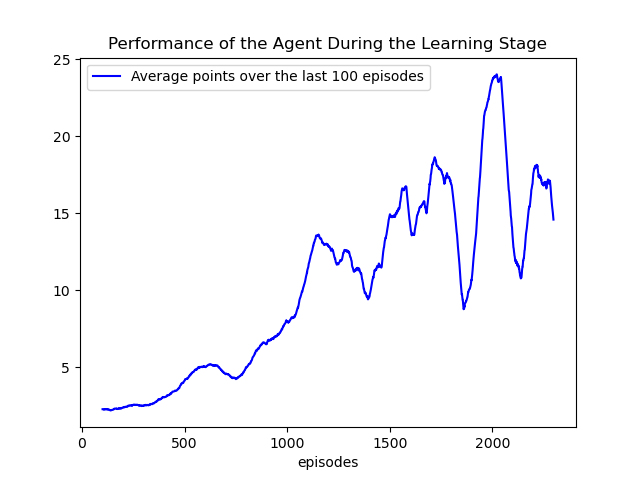 Performance of the Agent During the Learning Stage
Average points over the last 100 episodes
25
20
15
10
5
0 500 1000 1500 2000
episodes